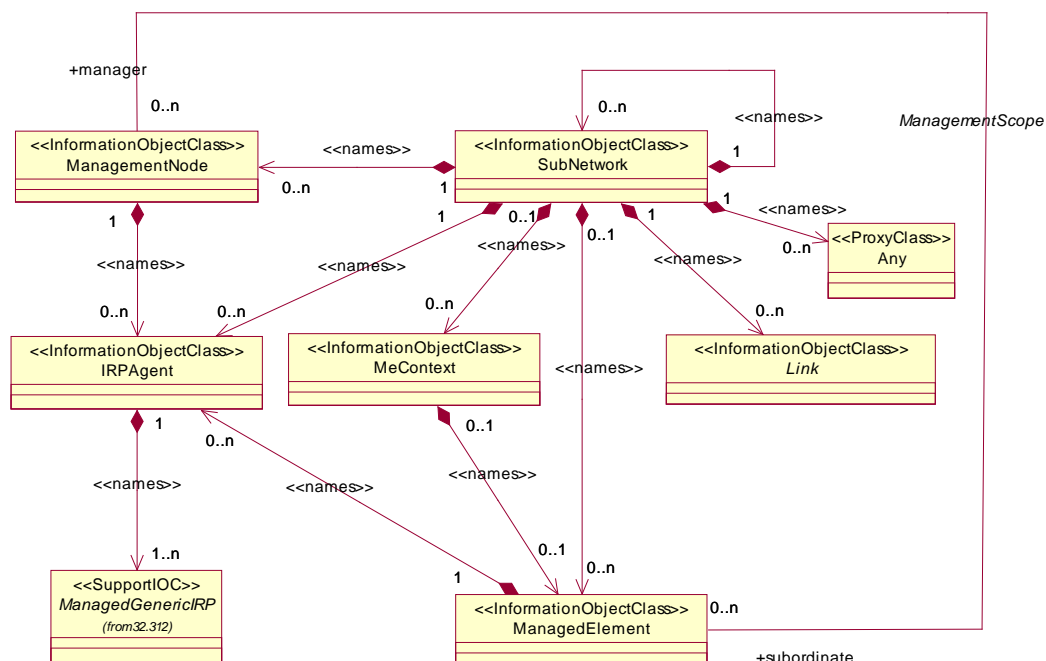 +manager
0..n
0..n
<<names>>
ManagementScope
<<InformationObjectClass>>
ManagementNode
<<names>>
0..n
1
<<InformationObjectClass>>
SubNetwork
1
1
<<names>>
0..n
1
0..1
0..1
1
1
<<names>>
<<names>>
<<names>>
<<names>>
<<ProxyClass>>
Any
0..n
0..n
0..n
0..n
0..n
<<InformationObjectClass>>
IRPAgent
<<InformationObjectClass>>
MeContext
<<InformationObjectClass>>
Link
<<names>>
1
0..n
0..1
<<names>>
<<names>>
<<names>>
1..n
0..1
0..n
1
<<SupportIOC>>
ManagedGenericIRP
(from32.312)
<<InformationObjectClass>>
ManagedElement
0..n
+subordinate